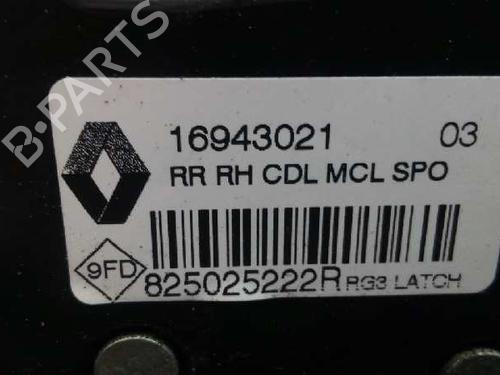 B-PARTS
16943021 03
RR RH CDL MCL SPO
9FD
825025222R RG3 LATCH